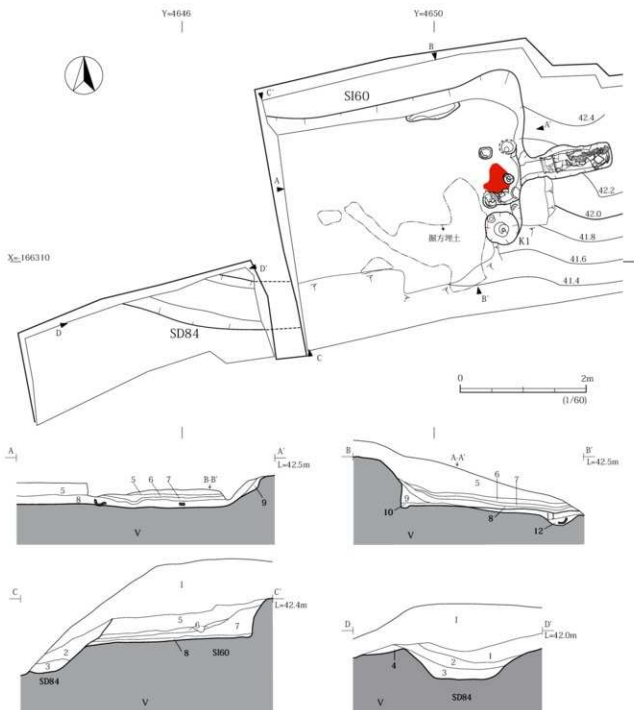 Y=4646
Y=4650
B
C'
SI60
A'
42.4
A
42.2
42.0
掘方埋土
K1
41.8
X=-166310
41.6
D'
B'
41.4
D
SD84
C
0 2m
(1/60)
A A'
L=42.5m
5 6 7 B-B'
5
8
9
V
B B'
L=42.5m
A-A'
6 7
5
9
10
8
12
V
C C'
L=42.4m
I
5
6 7
2
3
8
SI60
SD84
V
D D'
L=42.0m
I
I
2
3
4
V
SD84